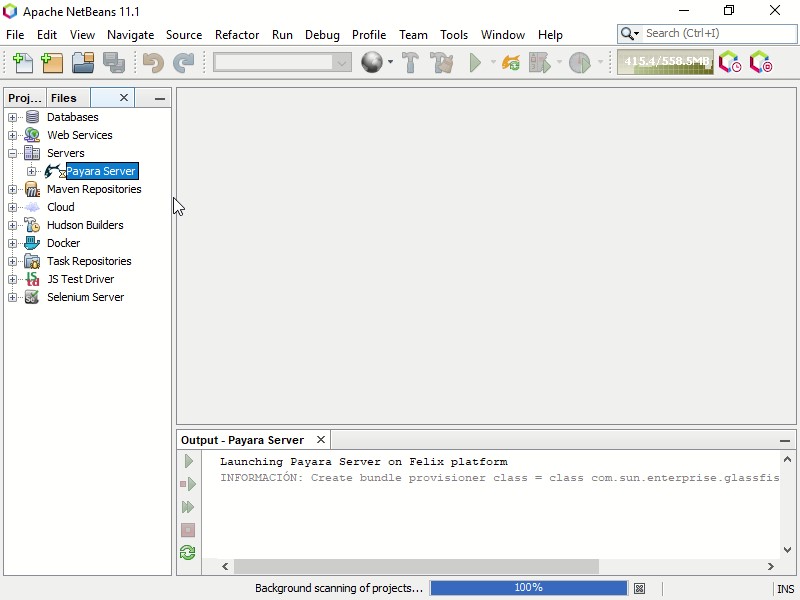 Apache NetBeans 11.1
File Edit View Navigate Source Refactor Run Debug Profile Team Tools Window Help
Search (Ctrl+I)
415.4/558.5MB
Proj... Files
Databases
Web Services
Servers
Payara Server
Maven Repositories
Cloud
Hudson Builders
Docker
Task Repositories
JS Test Driver
Selenium Server
Output - Payara Server
Launching Payara Server on Felix platform
INFORMACIÓN: Create bundle provisioner class = class com.sun.enterprise.glassfis
Background scanning of projects... 100% INS